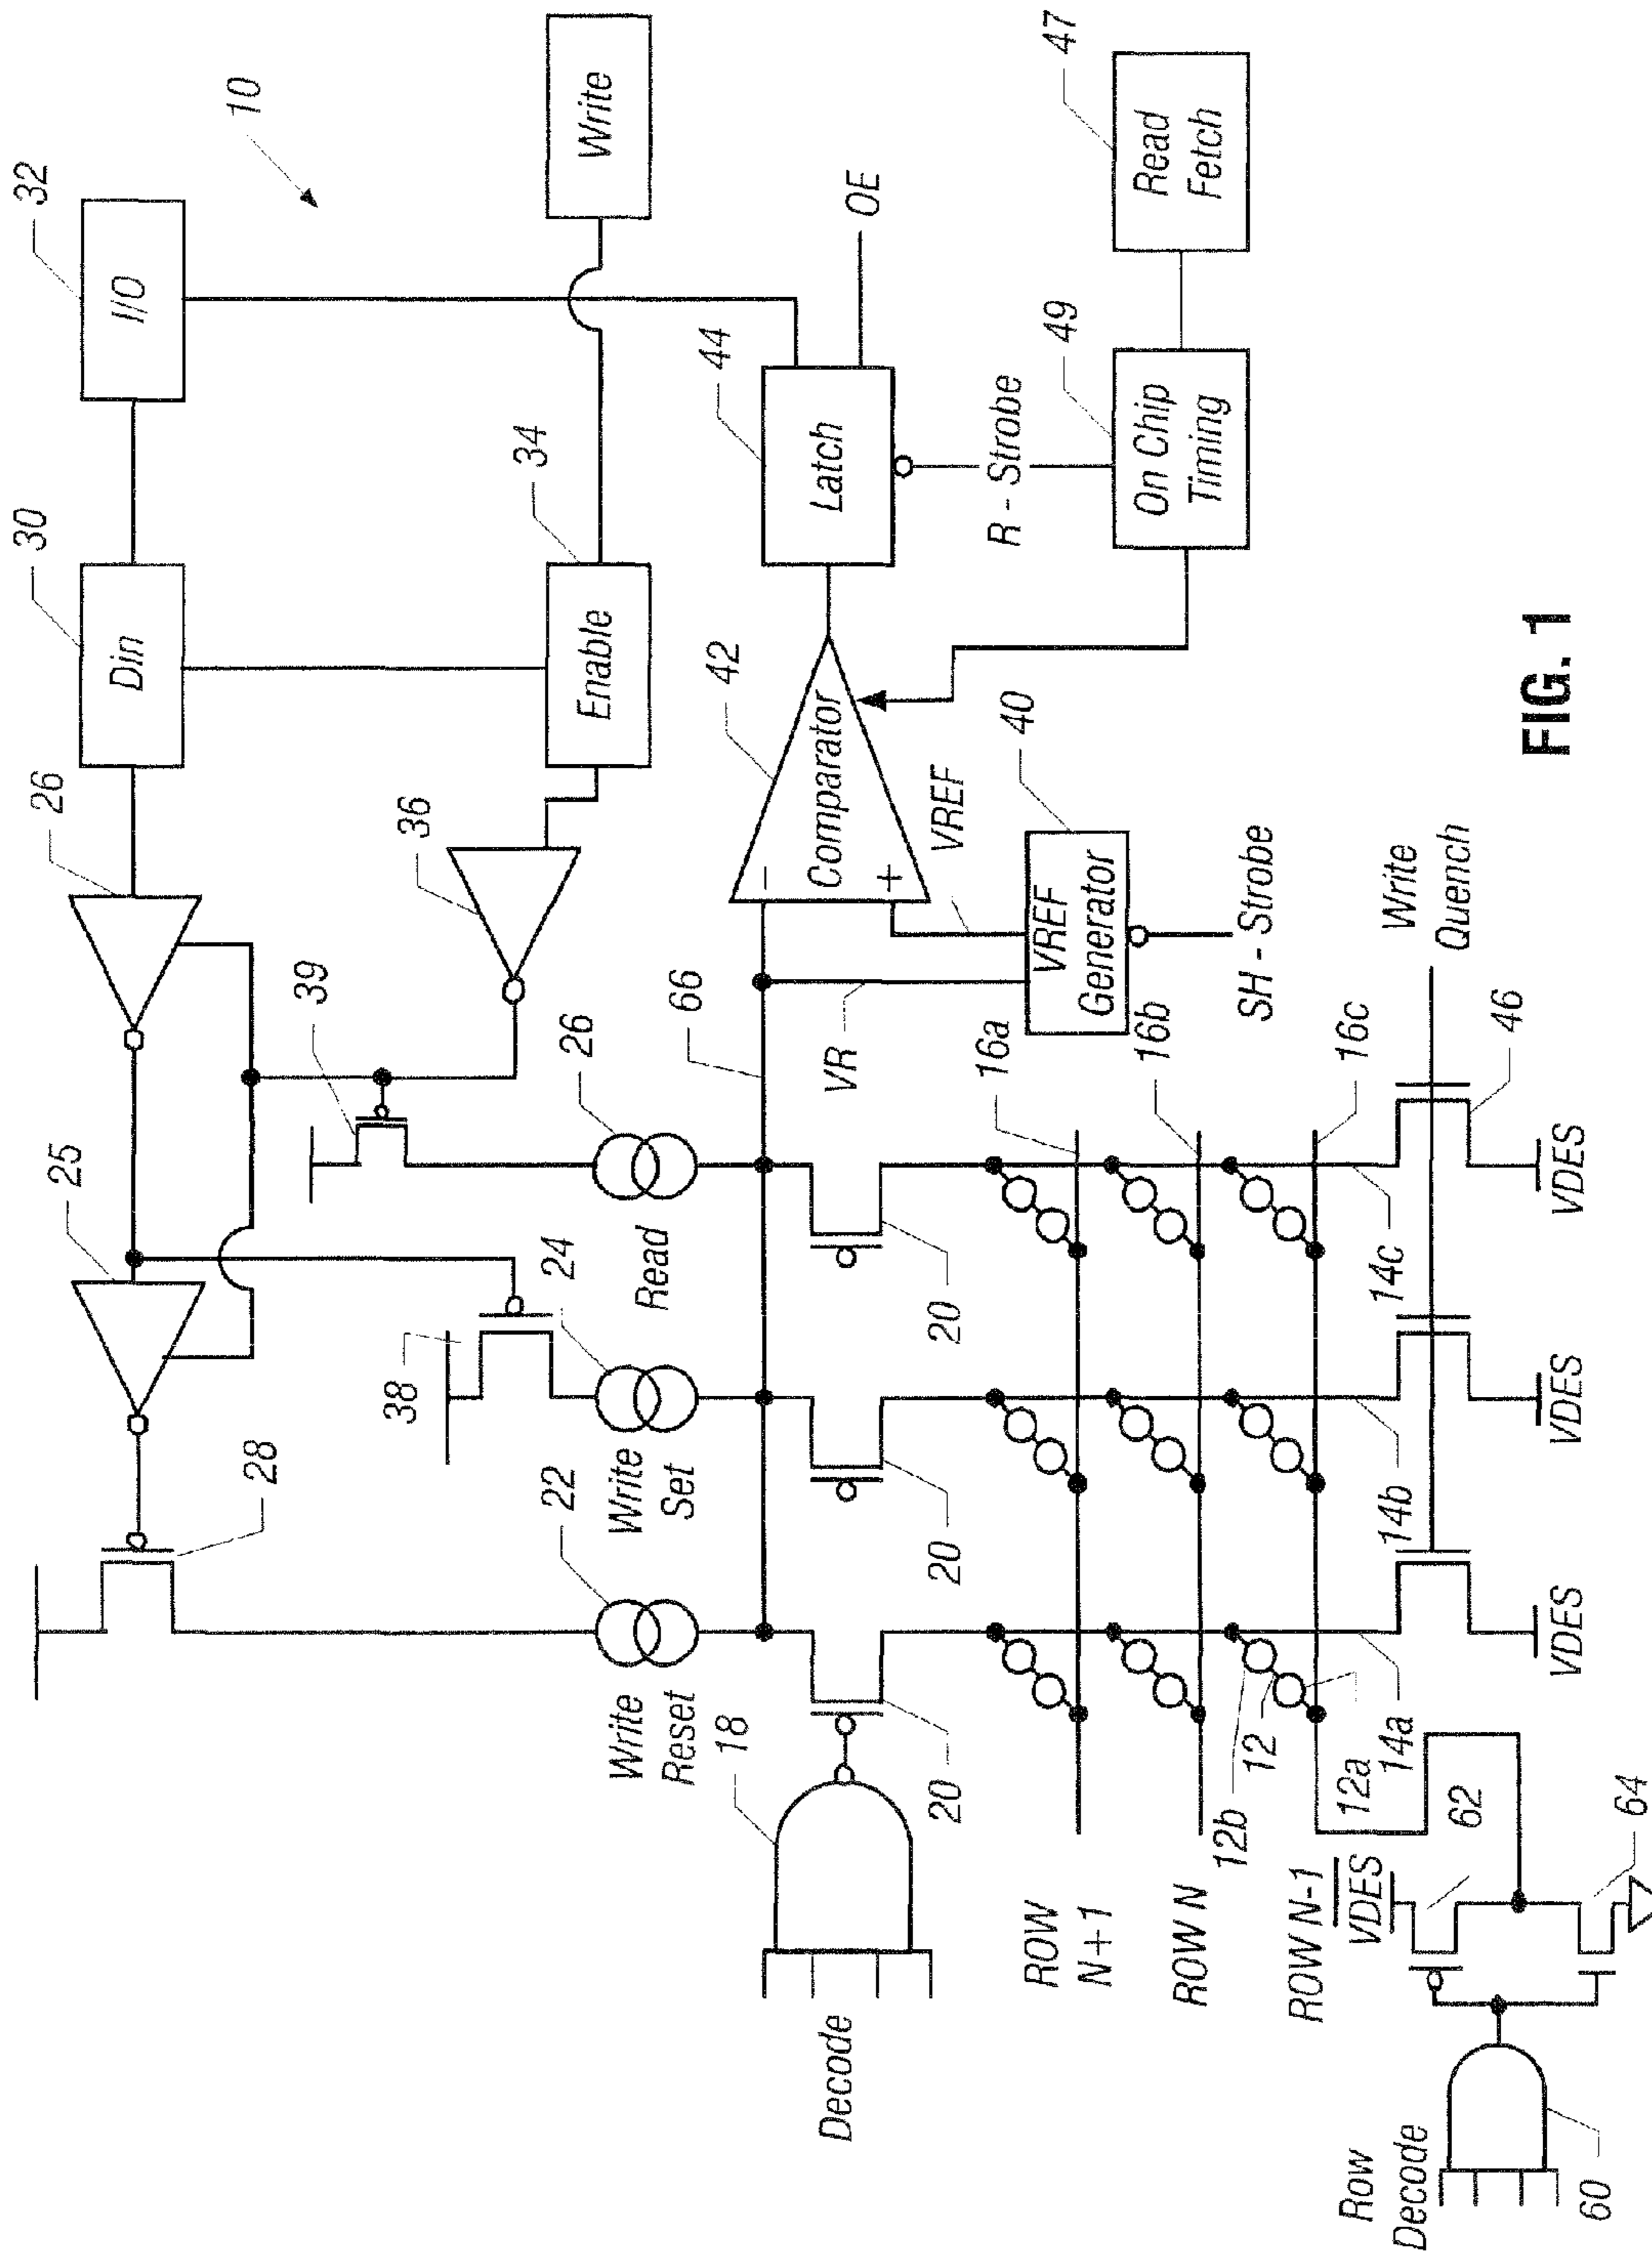 10
32
I/O
30
Din
26
25
28
Write
34
Enable
36
39
38
24
26
Read
Write
Set
22
Write
Reset
66
18
Decode
20
20
20
OE
44
Latch
42
Comparator
-
+
VREF
40
VREF
Generator
VR
SH - Strobe
R - Strobe
47
Read
Fetch
49
On Chip
Timing
16a
16b
16c
ROW
N+1
ROW N
ROW N-1
12b
12
12a
14a
14b
14c
Write
Quench
46
VDES
VDES
VDES
VDES
62
64
Row
Decode
60
FIG. 1